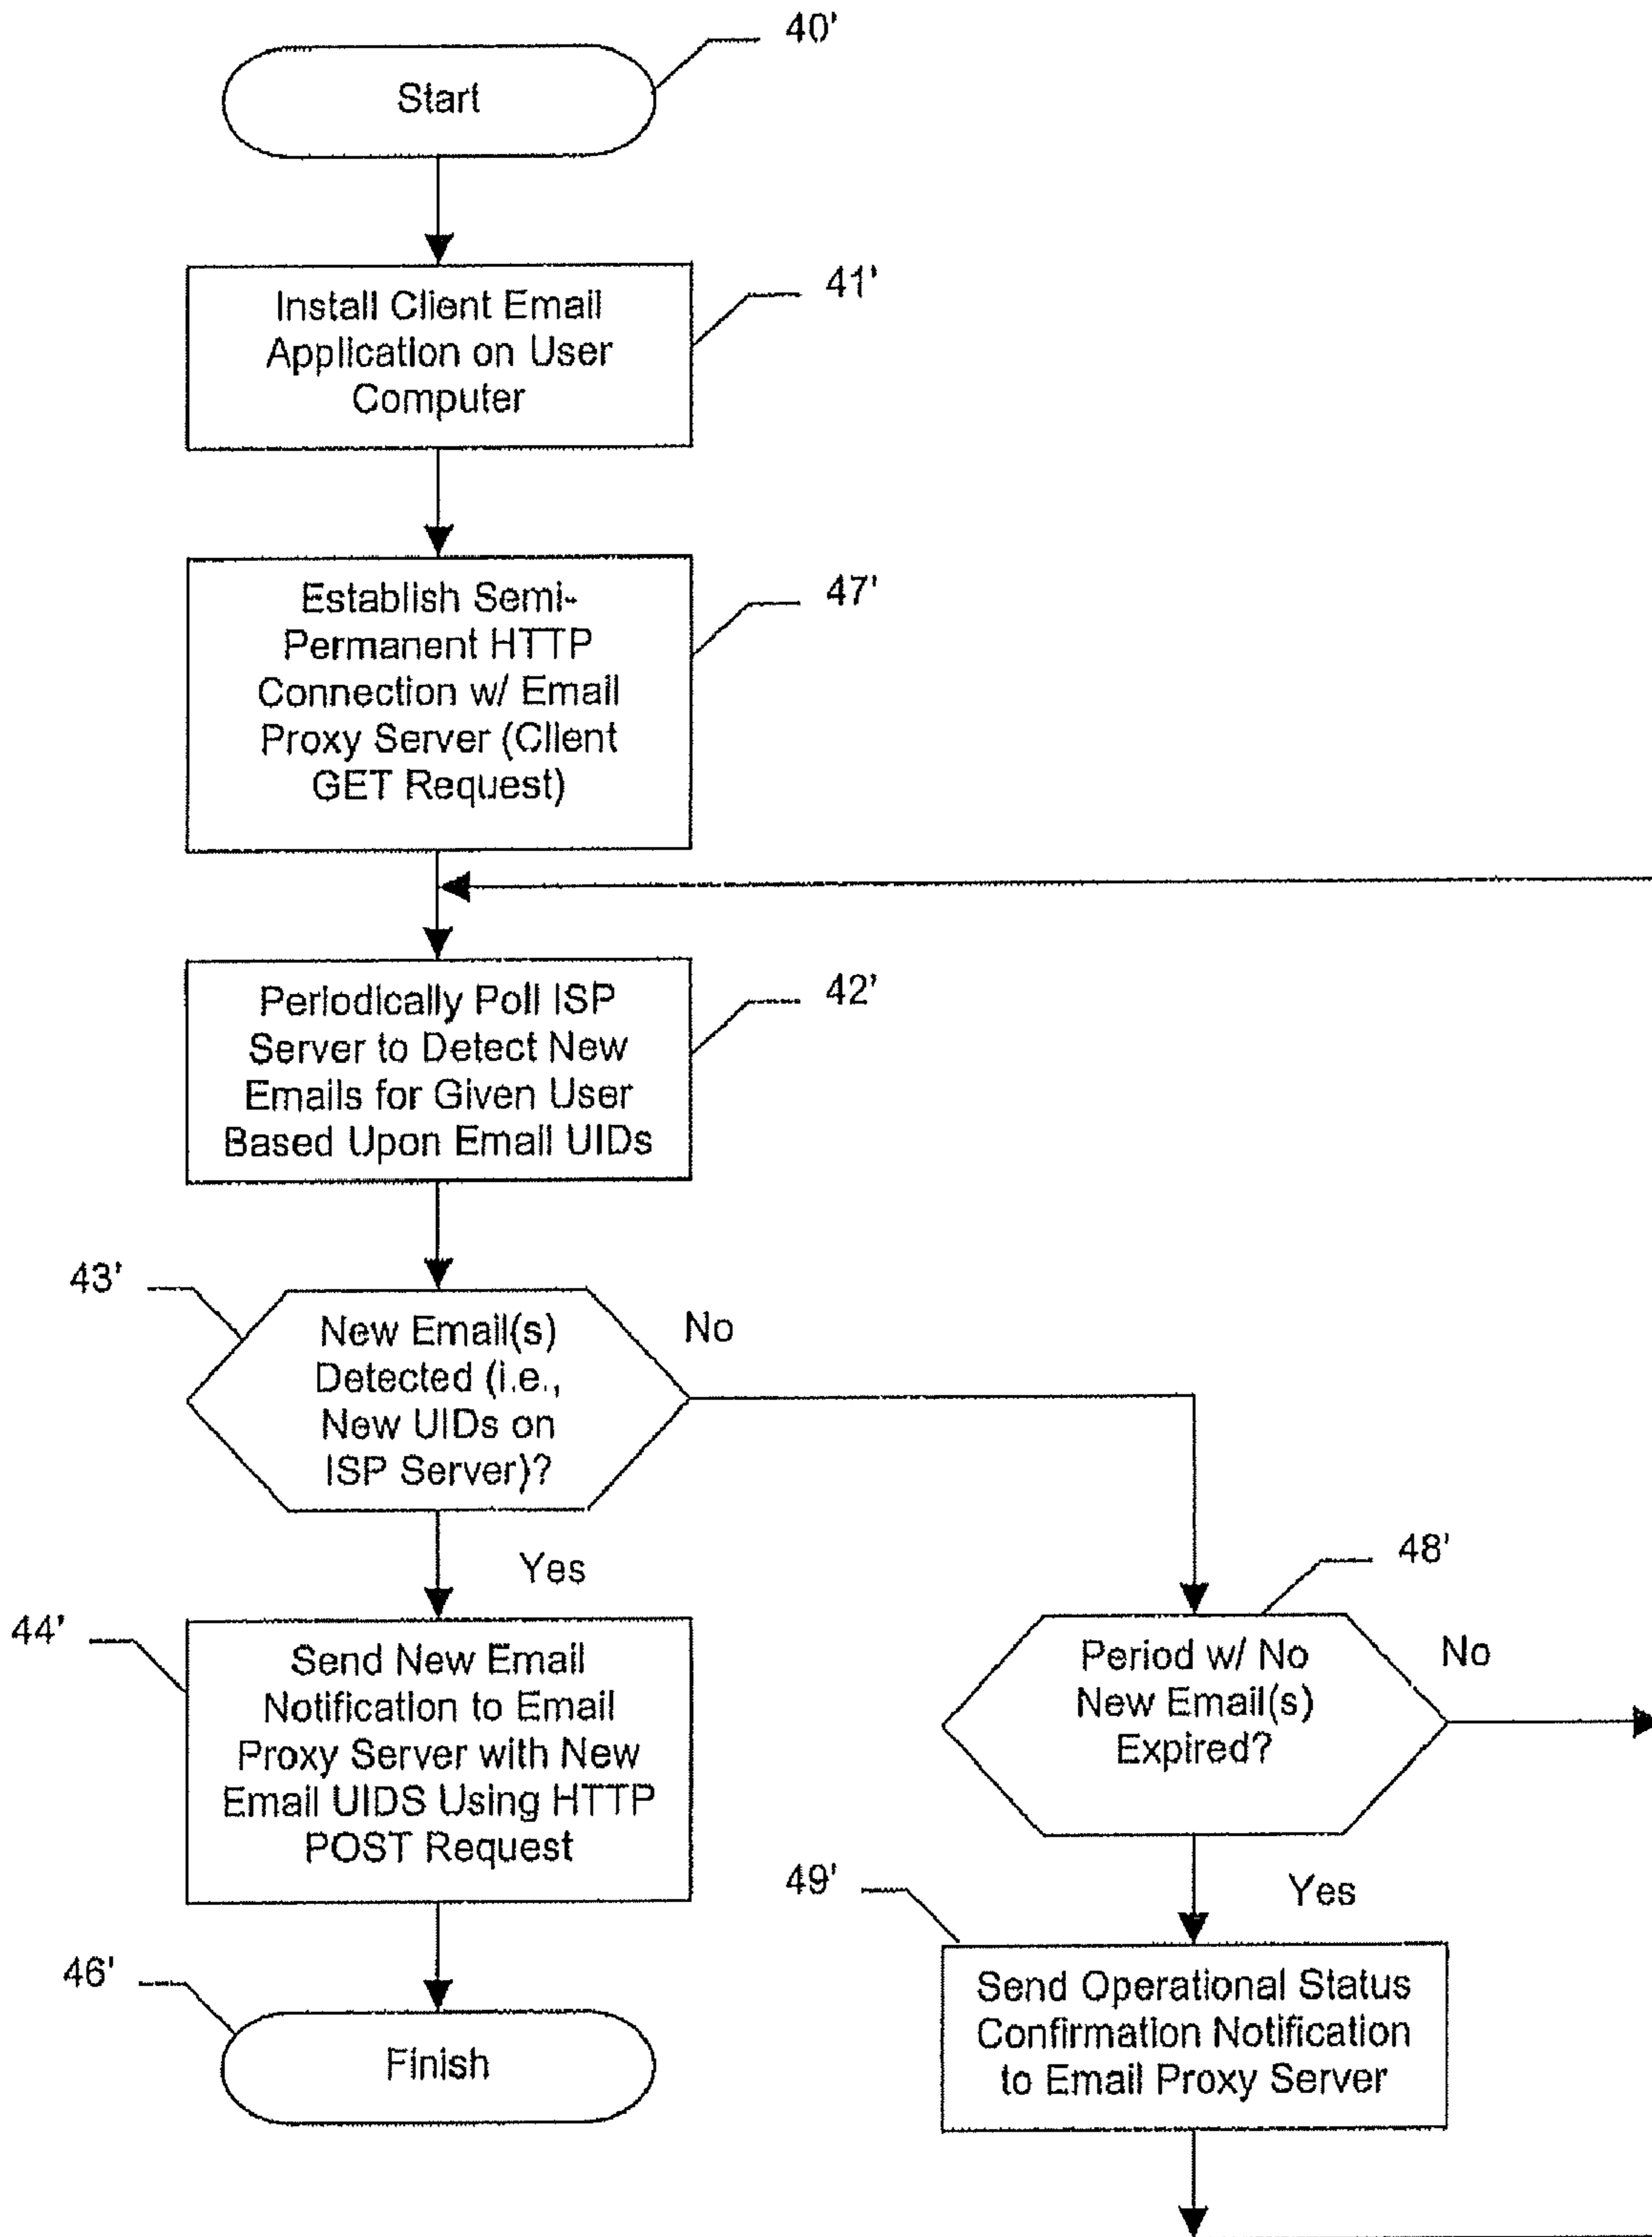 40'
Start
41'
Install Client Email
Application on User
Computer
47'
Establish Semi-
Permanent HTTP
Connection w/ Email
Proxy Server (Client
GET Request)
42'
Periodically Poll ISP
Server to Detect New
Emails for Given User
Based Upon Email UIDs
43'
New Email(s)
Detected (i.e.,
New UIDs on
ISP Server)?
No
Yes
44'
Send New Email
Notification to Email
Proxy Server with New
Email UIDS Using HTTP
POST Request
46'
Finish
48'
Period w/ No
New Email(s)
Expired?
No
Yes
49'
Send Operational Status
Confirmation Notification
to Email Proxy Server